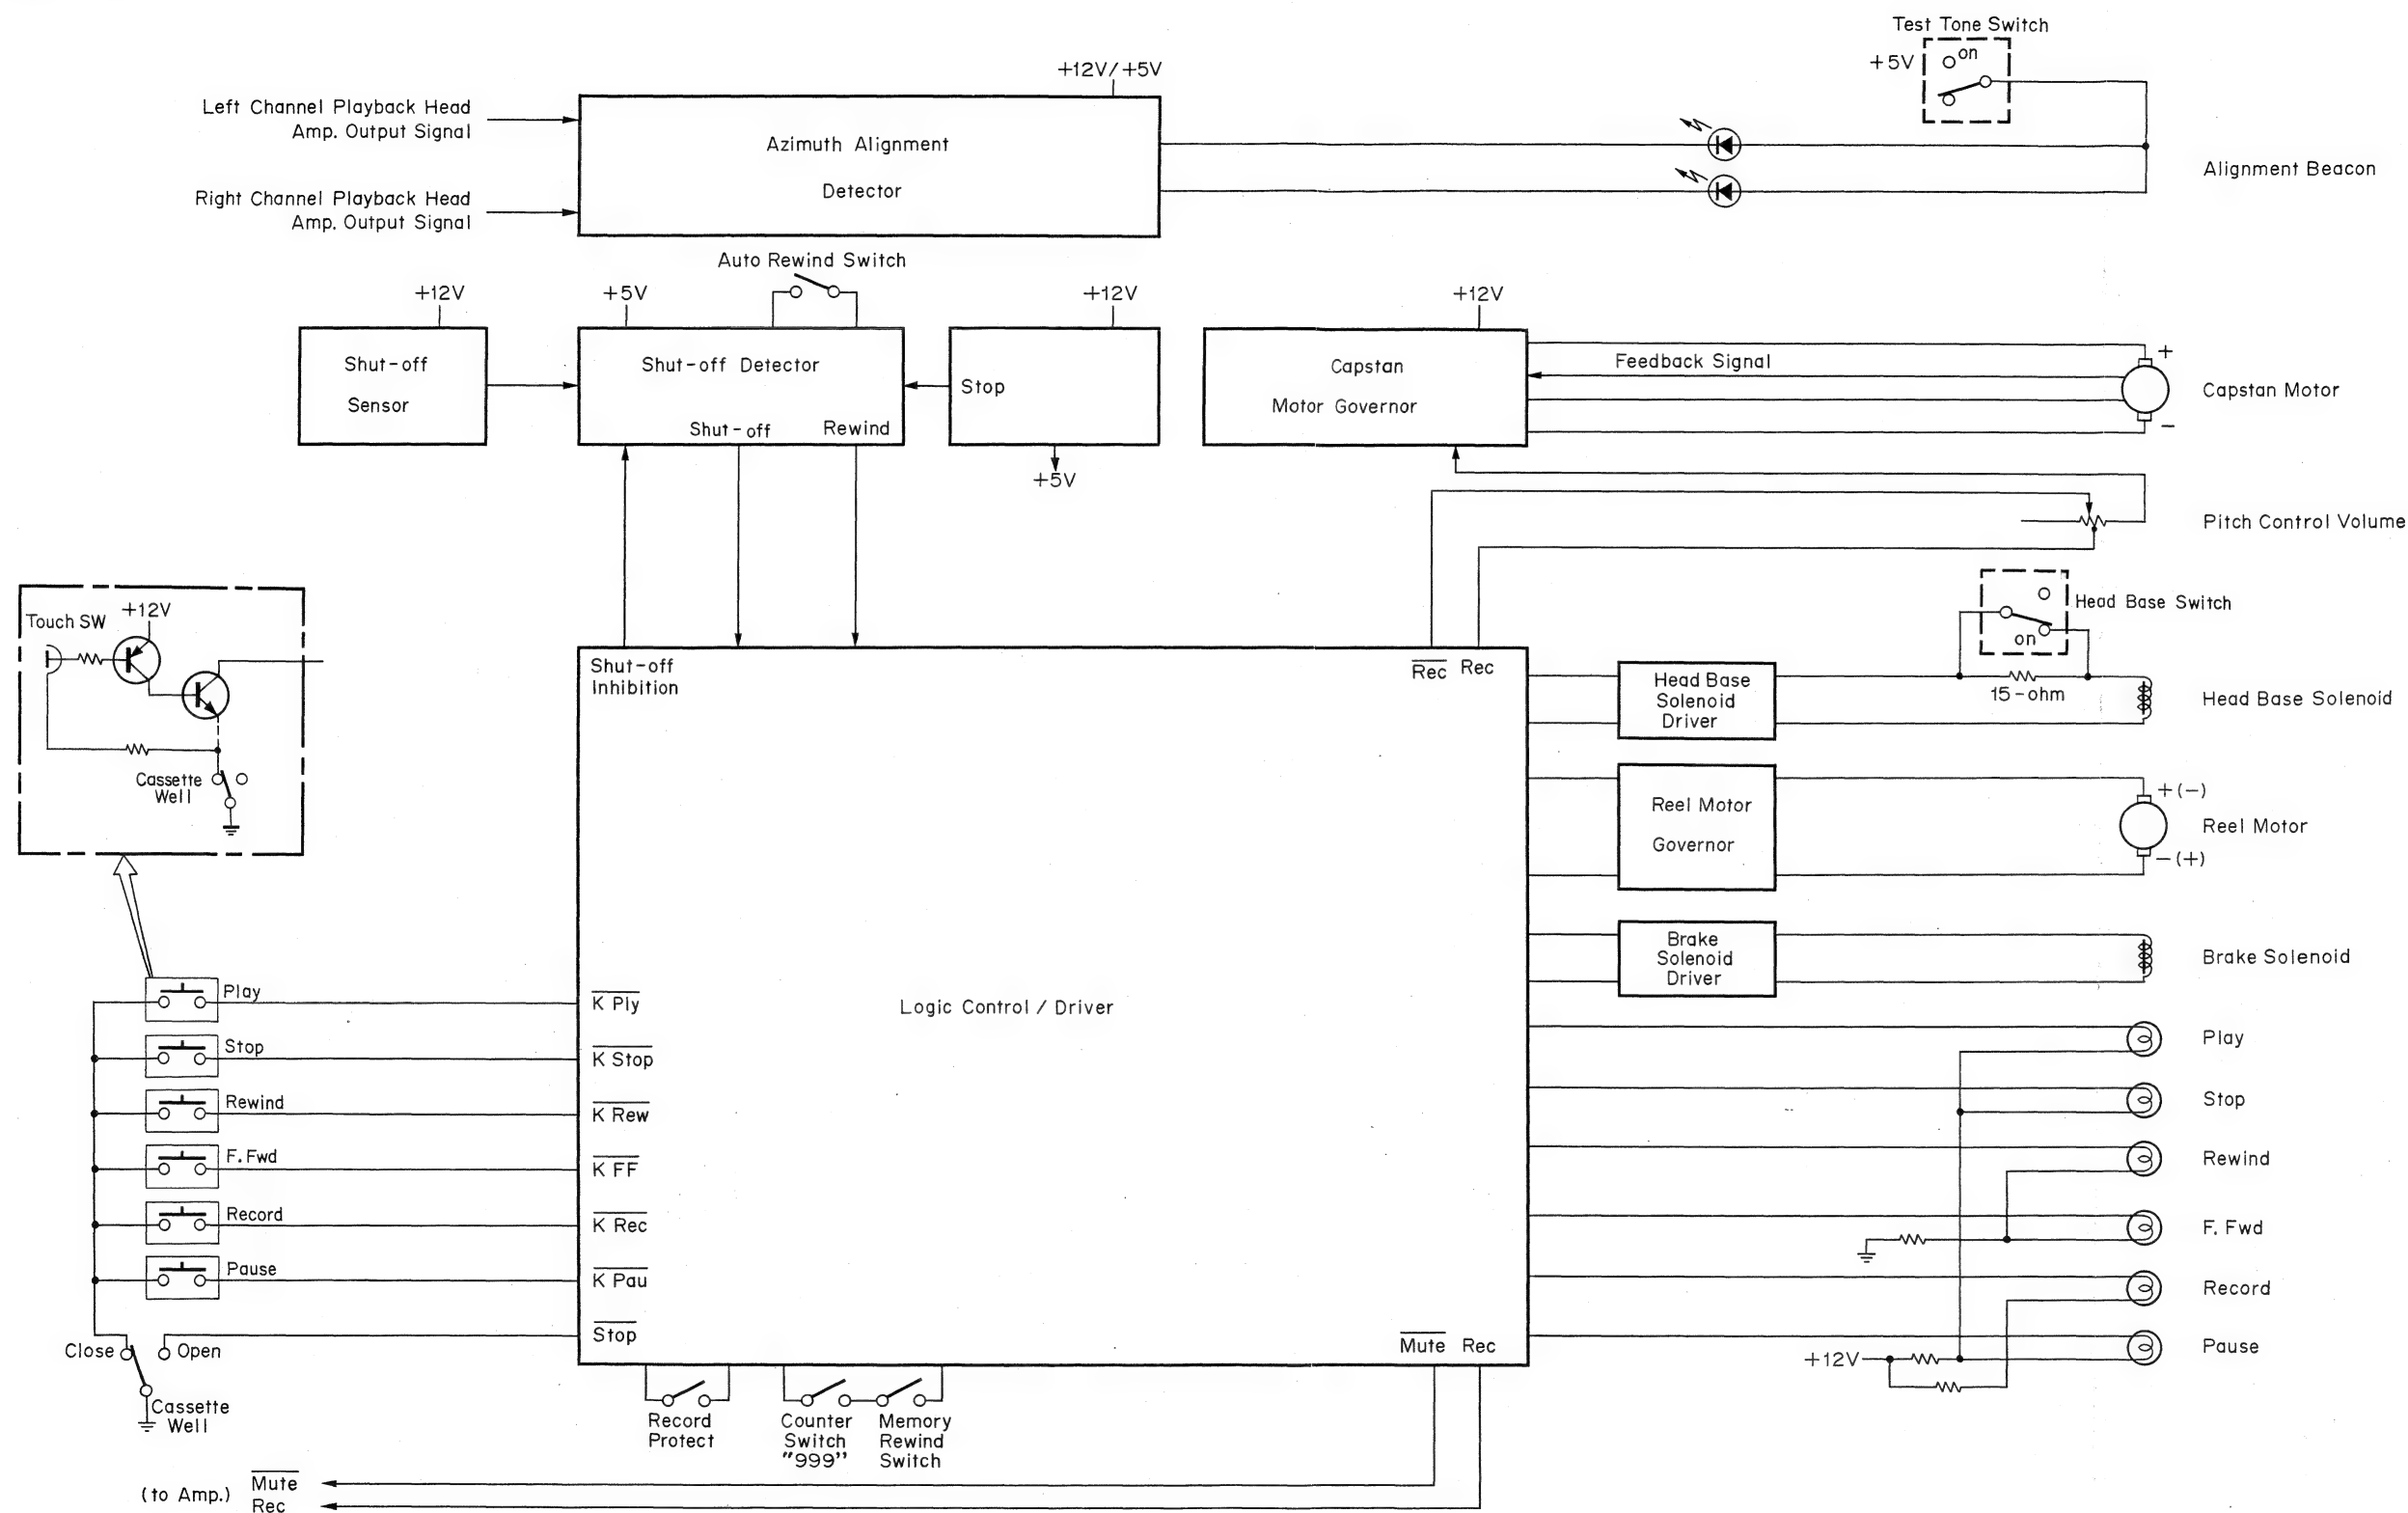 Test Tone Switch
+5V
on
+12V/+5V
Left Channel Playback Head
Amp. Output Signal
Right Channel Playback Head
Amp. Output Signal
Azimuth Alignment
Detector
Alignment Beacon
Auto Rewind Switch
+12V
+5V
+12V
+12V
Shut-off
Sensor
Shut-off Detector
Shut-off
Rewind
Stop
+5V
Capstan
Motor Governor
Feedback Signal
+
−
Capstan Motor
Pitch Control Volume
Touch SW
+12V
Cassette
Well
Head Base Switch
on
Shut-off
Inhibition
Rec
Rec
Head Base
Solenoid
Driver
15-ohm
Head Base Solenoid
Reel Motor
Governor
+(−)
−(+)
Reel Motor
Brake
Solenoid
Driver
Brake Solenoid
Logic Control / Driver
Play
K Ply
Stop
K Stop
Rewind
K Rew
F. Fwd
K FF
Record
K Rec
Pause
K Pau
Stop
Close
Open
Cassette
Well
Mute
Rec
Play
Stop
Rewind
F. Fwd
Record
Pause
+12V
Record
Protect
Counter
Switch
"999"
Memory
Rewind
Switch
(to Amp.)
Mute
Rec